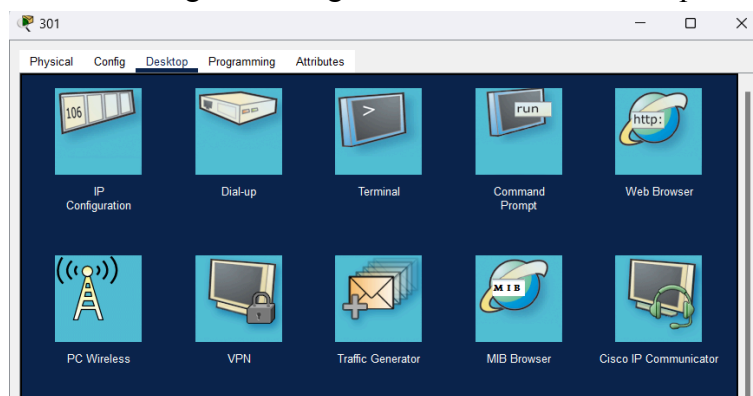 301
Physical Config Desktop Programming Attributes
106
>
run
http:
IP
Configuration
Dial-up
Terminal
Command
Prompt
Web Browser
MIB
PC Wireless
VPN
Traffic Generator
MIB Browser
Cisco IP Communicator